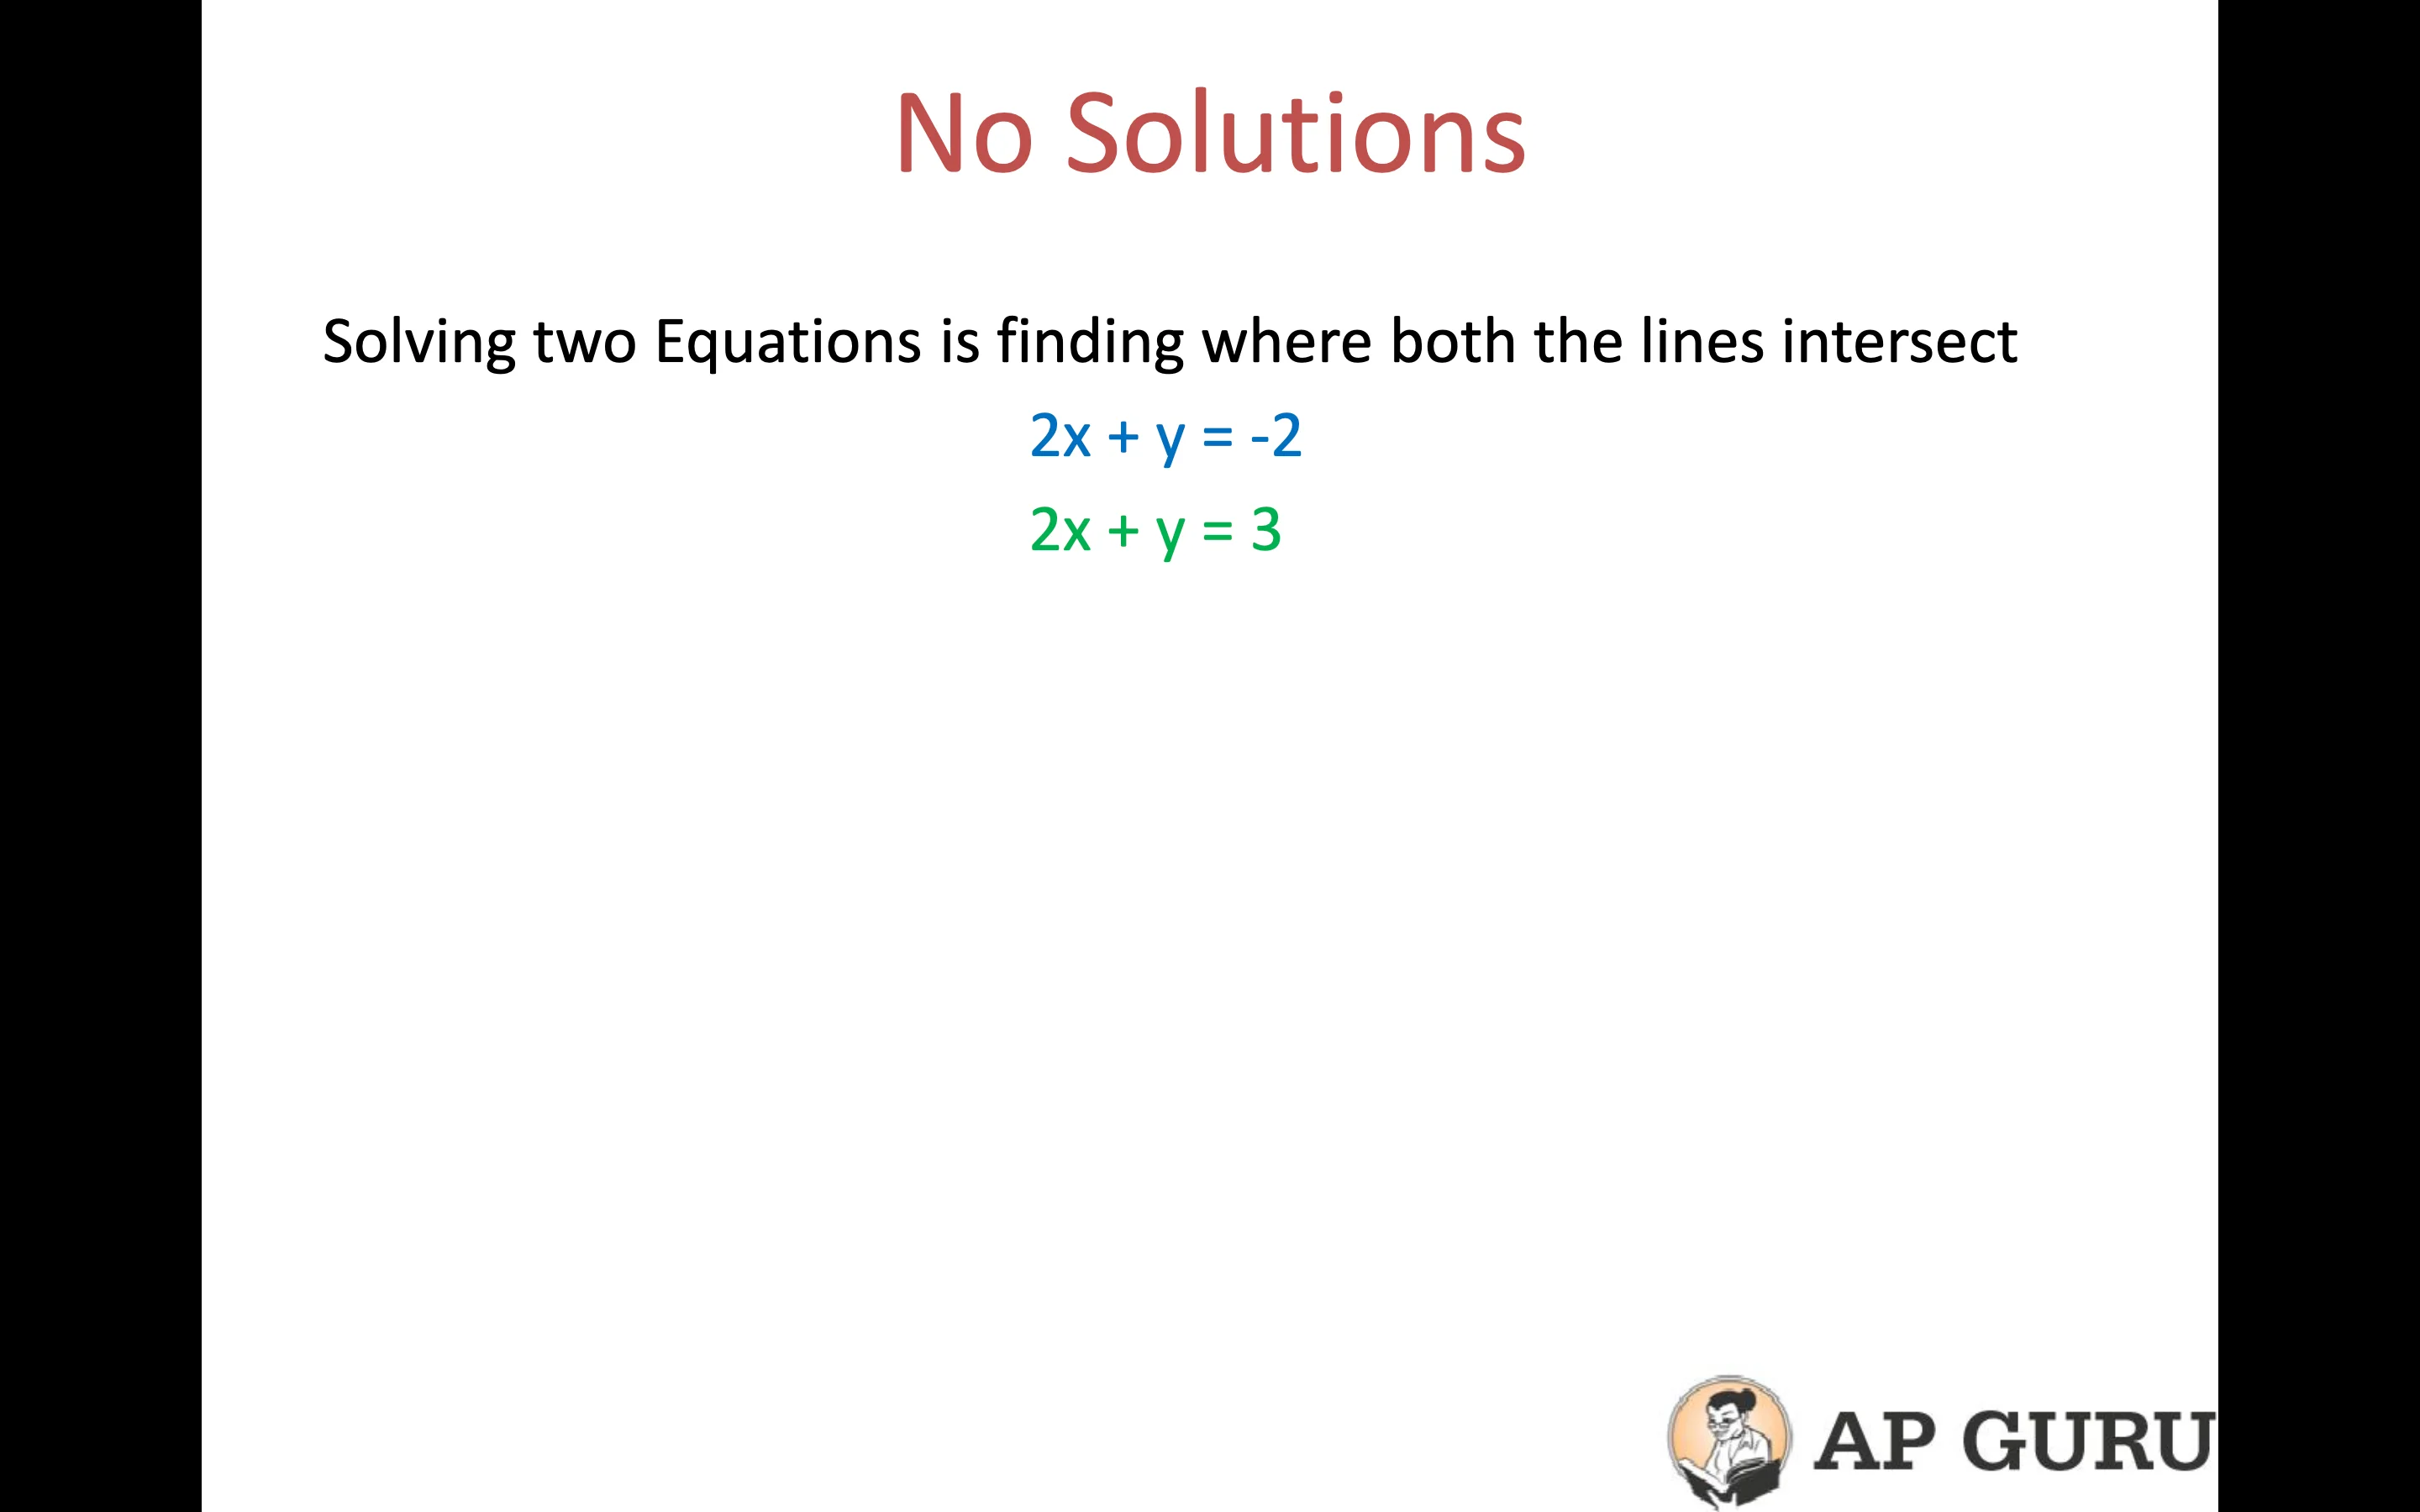 No Solutions
Solving two Equations is finding where both the lines intersect
2x + y = -2
2x + y = 3
AP GURU